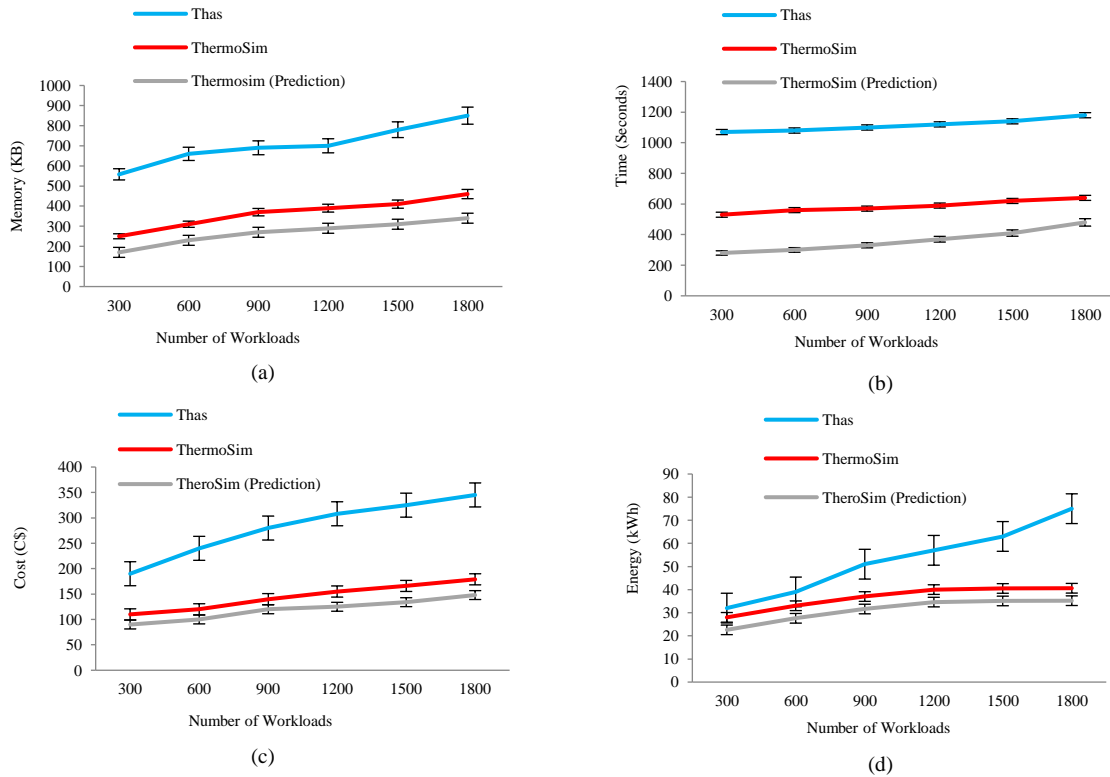 Thas
ThermoSim
Thermosim (Prediction)
1000
900
800
700
600
500
400
300
200
100
0
Memory (KB)
300 600 900 1200 1500 1800
Number of Workloads
(a)
Thas
ThermoSim
ThermoSim (Prediction)
1400
1200
1000
800
600
400
200
0
Time (Seconds)
300 600 900 1200 1500 1800
Number of Workloads
(b)
Thas
ThermoSim
TheroSim (Prediction)
400
350
300
250
200
150
100
50
0
Cost (C$)
300 600 900 1200 1500 1800
Number of Workloads
(c)
Thas
ThermoSim
TheroSim (Prediction)
90
80
70
60
50
40
30
20
10
0
Energy (kWh)
300 600 900 1200 1500 1800
Number of Workloads
(d)